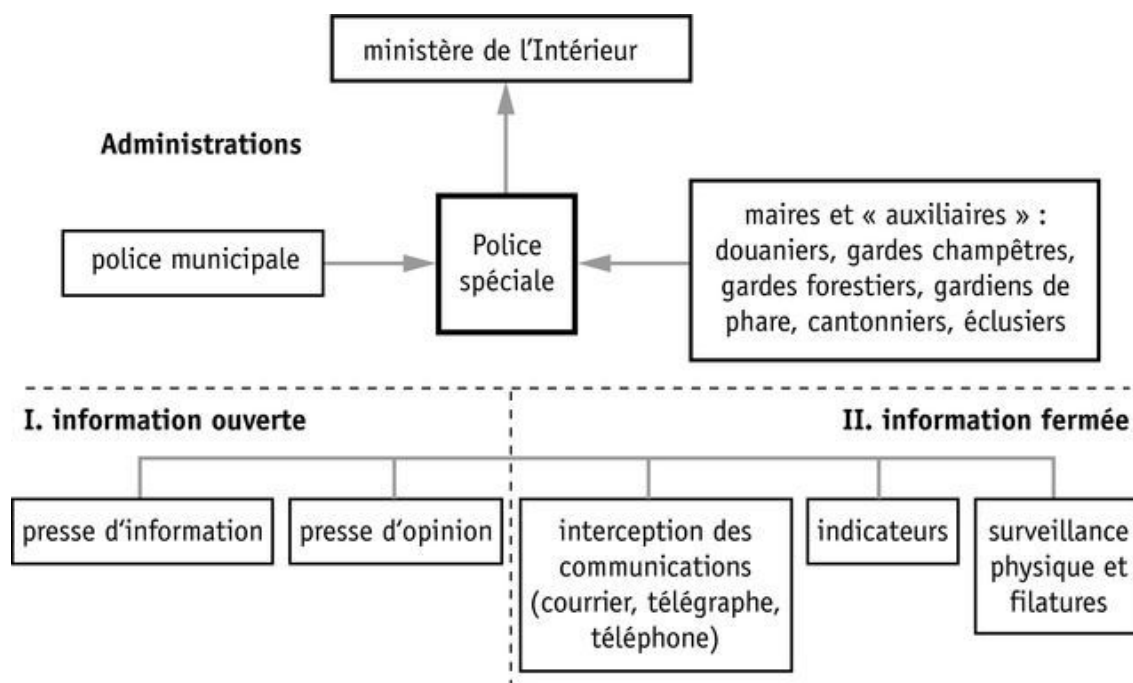 ministère de l’Intérieur
Administrations
police municipale
Police
spéciale
maires et « auxiliaires » :
douaniers, gardes champêtres,
gardes forestiers, gardiens de
phare, cantonniers, éclusiers
I. information ouverte
II. information fermée
presse d‘information
presse d‘opinion
interception des
communications
(courrier, télégraphe,
téléphone)
indicateurs
surveillance
physique et
filatures